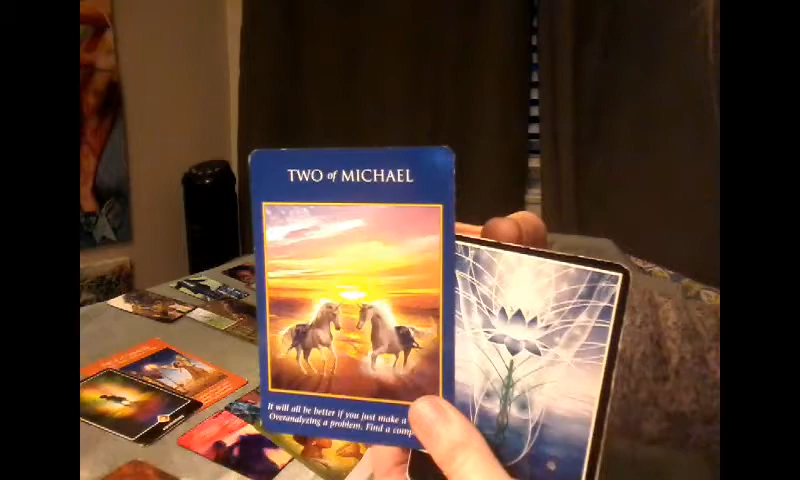 TWO of MICHAEL
It will all be better if you just make a
Overanalyzing a problem. Find a comp